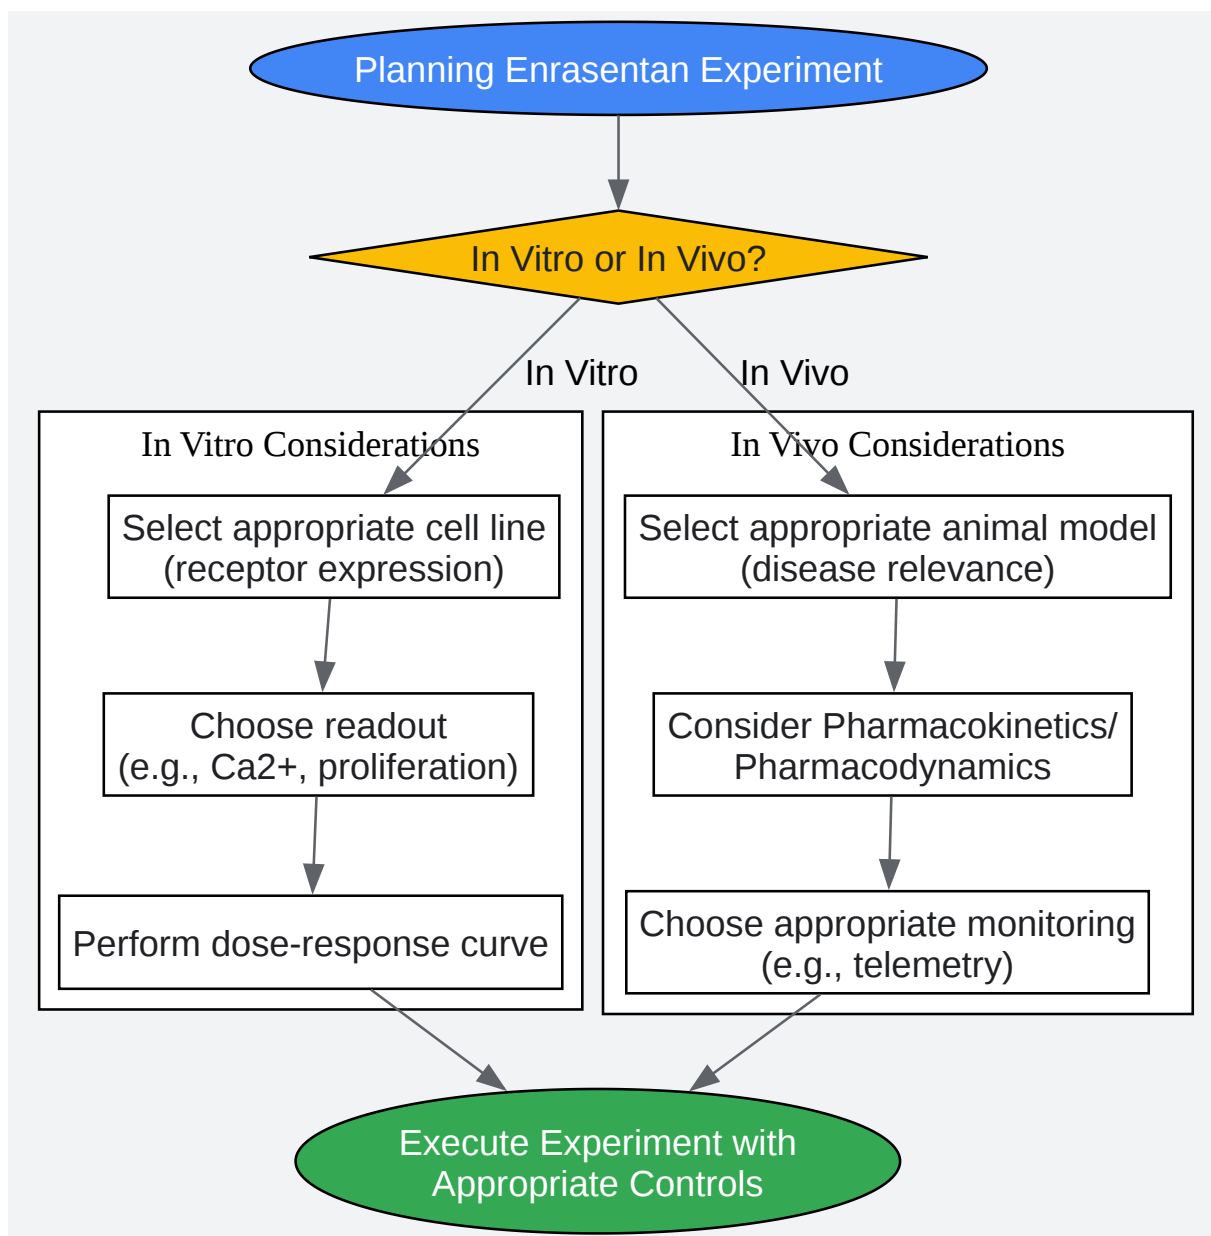 Planning Enrasentan Experiment
In Vitro or In Vivo?
In Vitro
In Vivo
In Vitro Considerations
Select appropriate cell line
(receptor expression)
Choose readout
(e.g., Ca2+, proliferation)
Perform dose-response curve
In Vivo Considerations
Select appropriate animal model
(disease relevance)
Consider Pharmacokinetics/
Pharmacodynamics
Choose appropriate monitoring
(e.g., telemetry)
Execute Experiment with
Appropriate Controls